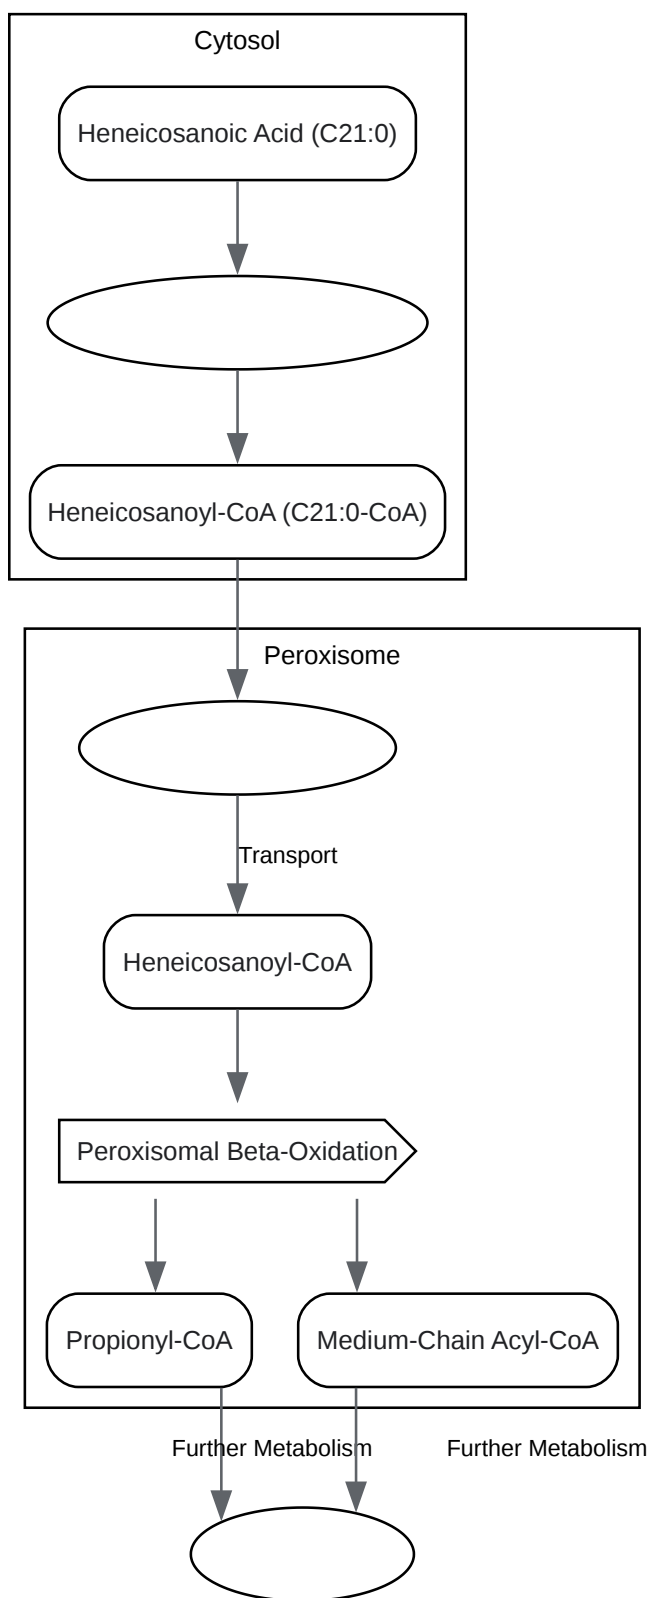 Cytosol
Heneicosanoic Acid (C21:0)
Heneicosanoyl-CoA (C21:0-CoA)
Peroxisome
Transport
Heneicosanoyl-CoA
Peroxisomal Beta-Oxidation
Propionyl-CoA
Medium-Chain Acyl-CoA
Further Metabolism
Further Metabolism